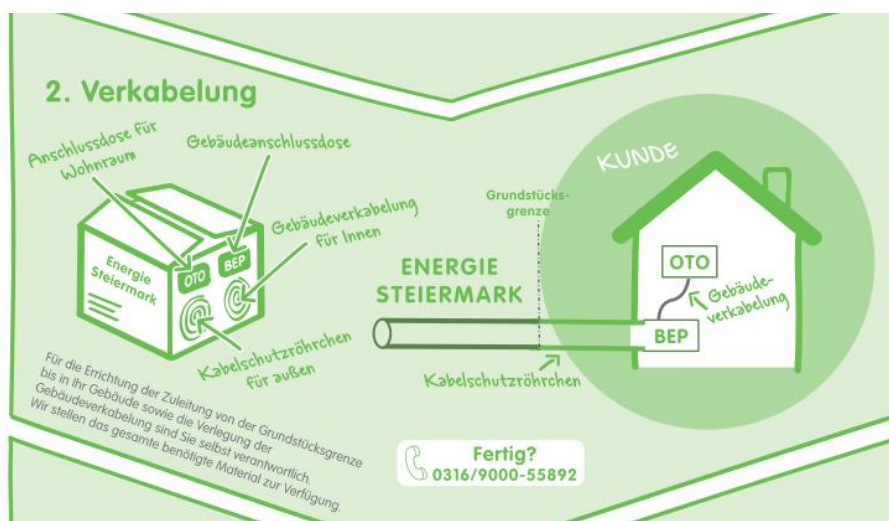 2. Verkabelung
Anschlussdose für
Wohnraum
Gebäudeanschlussdose
Gebäudeverkabelung
für Innen
Energie
Steiermark
OTO
BEP
Kabelschutzröhrchen
für außen
Für die Errichtung der Zuleitung von der Grundstücksgrenze
bis in Ihr Gebäude sowie die Verlegung der
Gebäudeverkabelung sind Sie selbst verantwortlich.
Wir stellen das gesamte benötigte Material zur Verfügung.
KUNDE
Grundstücks-
grenze
ENERGIE
STEIERMARK
OTO
Gebäude-
verkabelung
BEP
Kabelschutzröhrchen
Fertig?
0316/9000-55892